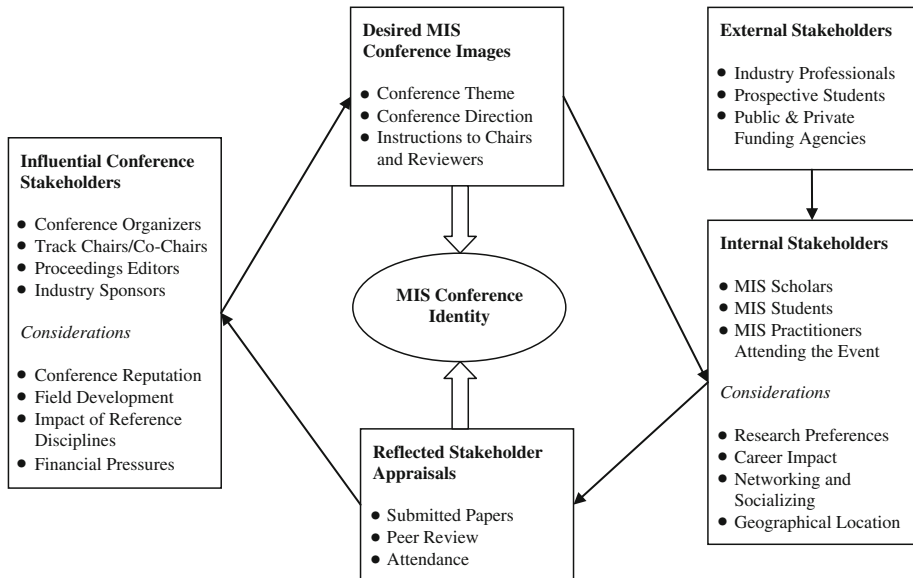 Desired MIS
Conference Images
● Conference Theme
● Conference Direction
● Instructions to Chairs
and Reviewers
External Stakeholders
● Industry Professionals
● Prospective Students
● Public & Private
Funding Agencies
Influential Conference
Stakeholders
● Conference Organizers
● Track Chairs/Co-Chairs
● Proceedings Editors
● Industry Sponsors
Considerations
● Conference Reputation
● Field Development
● Impact of Reference
Disciplines
● Financial Pressures
MIS Conference
Identity
Internal Stakeholders
● MIS Scholars
● MIS Students
● MIS Practitioners
Attending the Event
Considerations
● Research Preferences
● Career Impact
● Networking and
Socializing
● Geographical Location
Reflected Stakeholder
Appraisals
● Submitted Papers
● Peer Review
● Attendance